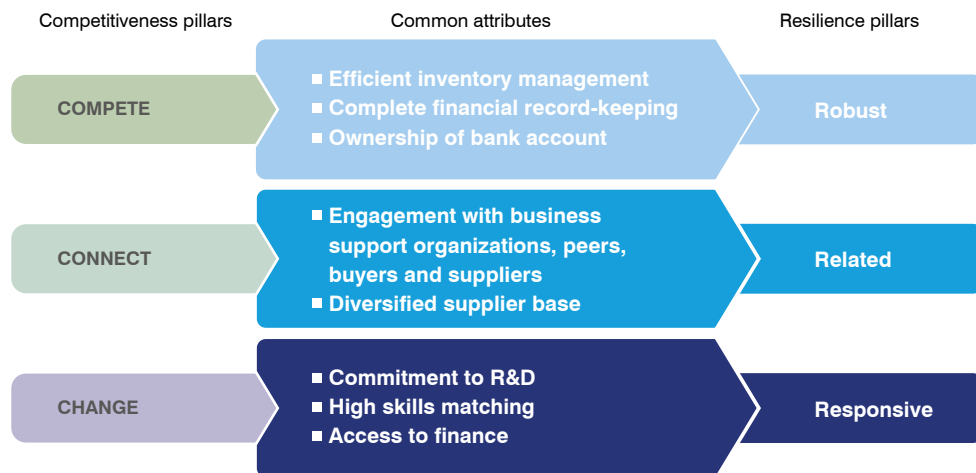 Competitiveness pillars
Common attributes
Resilience pillars
COMPETE
■ Efficient inventory management
■ Complete financial record-keeping
■ Ownership of bank account
Robust
CONNECT
■ Engagement with business
support organizations, peers,
buyers and suppliers
■ Diversified supplier base
Related
CHANGE
■ Commitment to R&D
■ High skills matching
■ Access to finance
Responsive